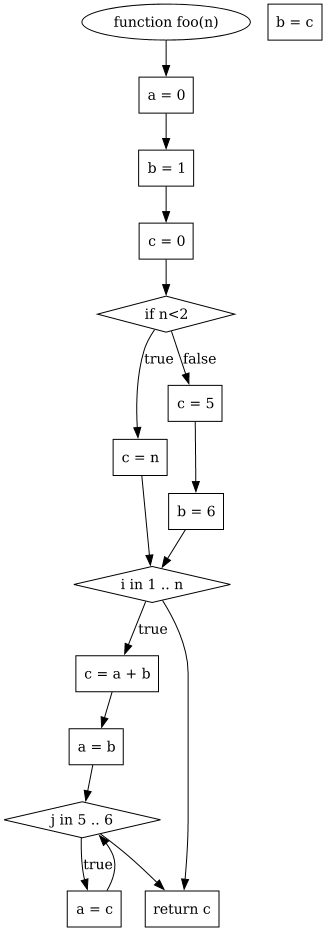 function foo(n)
b = c
a = 0
b = 1
c = 0
if n<2
true
false
c = 5
c = n
b = 6
i in 1 .. n
true
c = a + b
a = b
j in 5 .. 6
true
a = c
return c